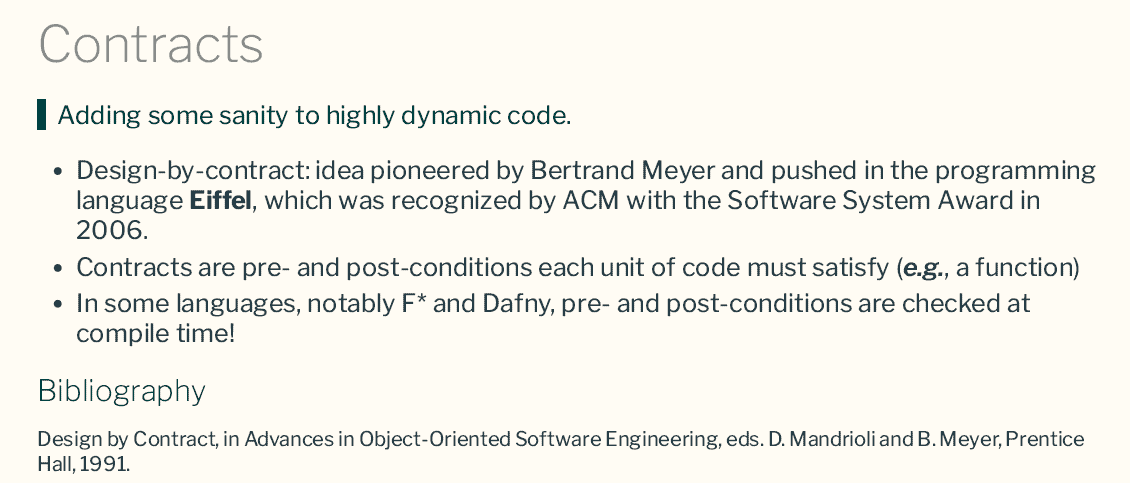 Contracts
Adding some sanity to highly dynamic code.
• Design-by-contract: idea pioneered by Bertrand Meyer and pushed in the programming
language Eiffel, which was recognized by ACM with the Software System Award in
2006.
• Contracts are pre- and post-conditions each unit of code must satisfy (e.g., a function)
• In some languages, notably F* and Dafny, pre- and post-conditions are checked at
compile time!
Bibliography
Design by Contract, in Advances in Object-Oriented Software Engineering, eds. D. Mandrioli and B. Meyer, Prentice
Hall, 1991.